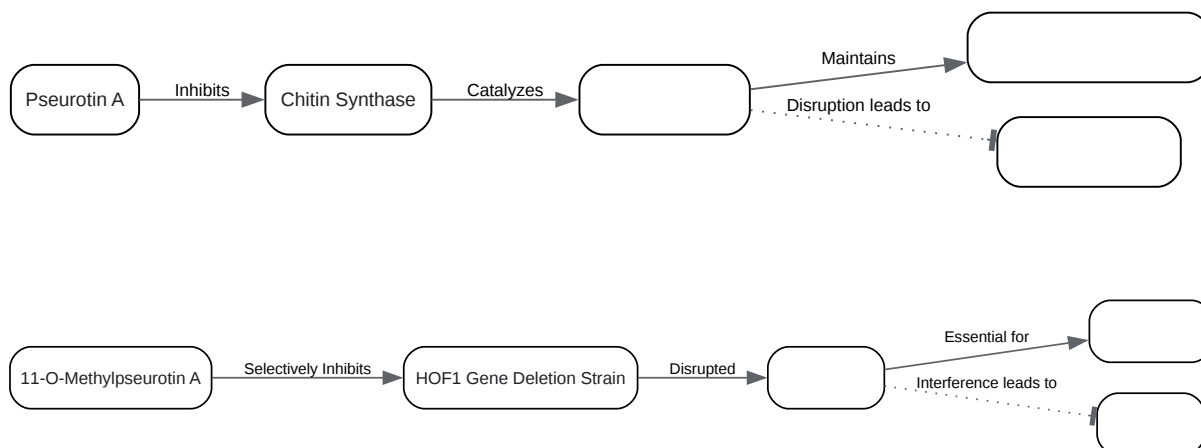 Pseurotin A
Inhibits
Chitin Synthase
Catalyzes
Maintains
Disruption leads to
11-O-Methylpseurotin A
Selectively Inhibits
HOF1 Gene Deletion Strain
Disrupted
Essential for
Interference leads to